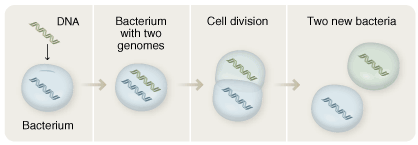 DNA
Bacterium
Bacterium
with two
genomes
Cell division
Two new bacteria